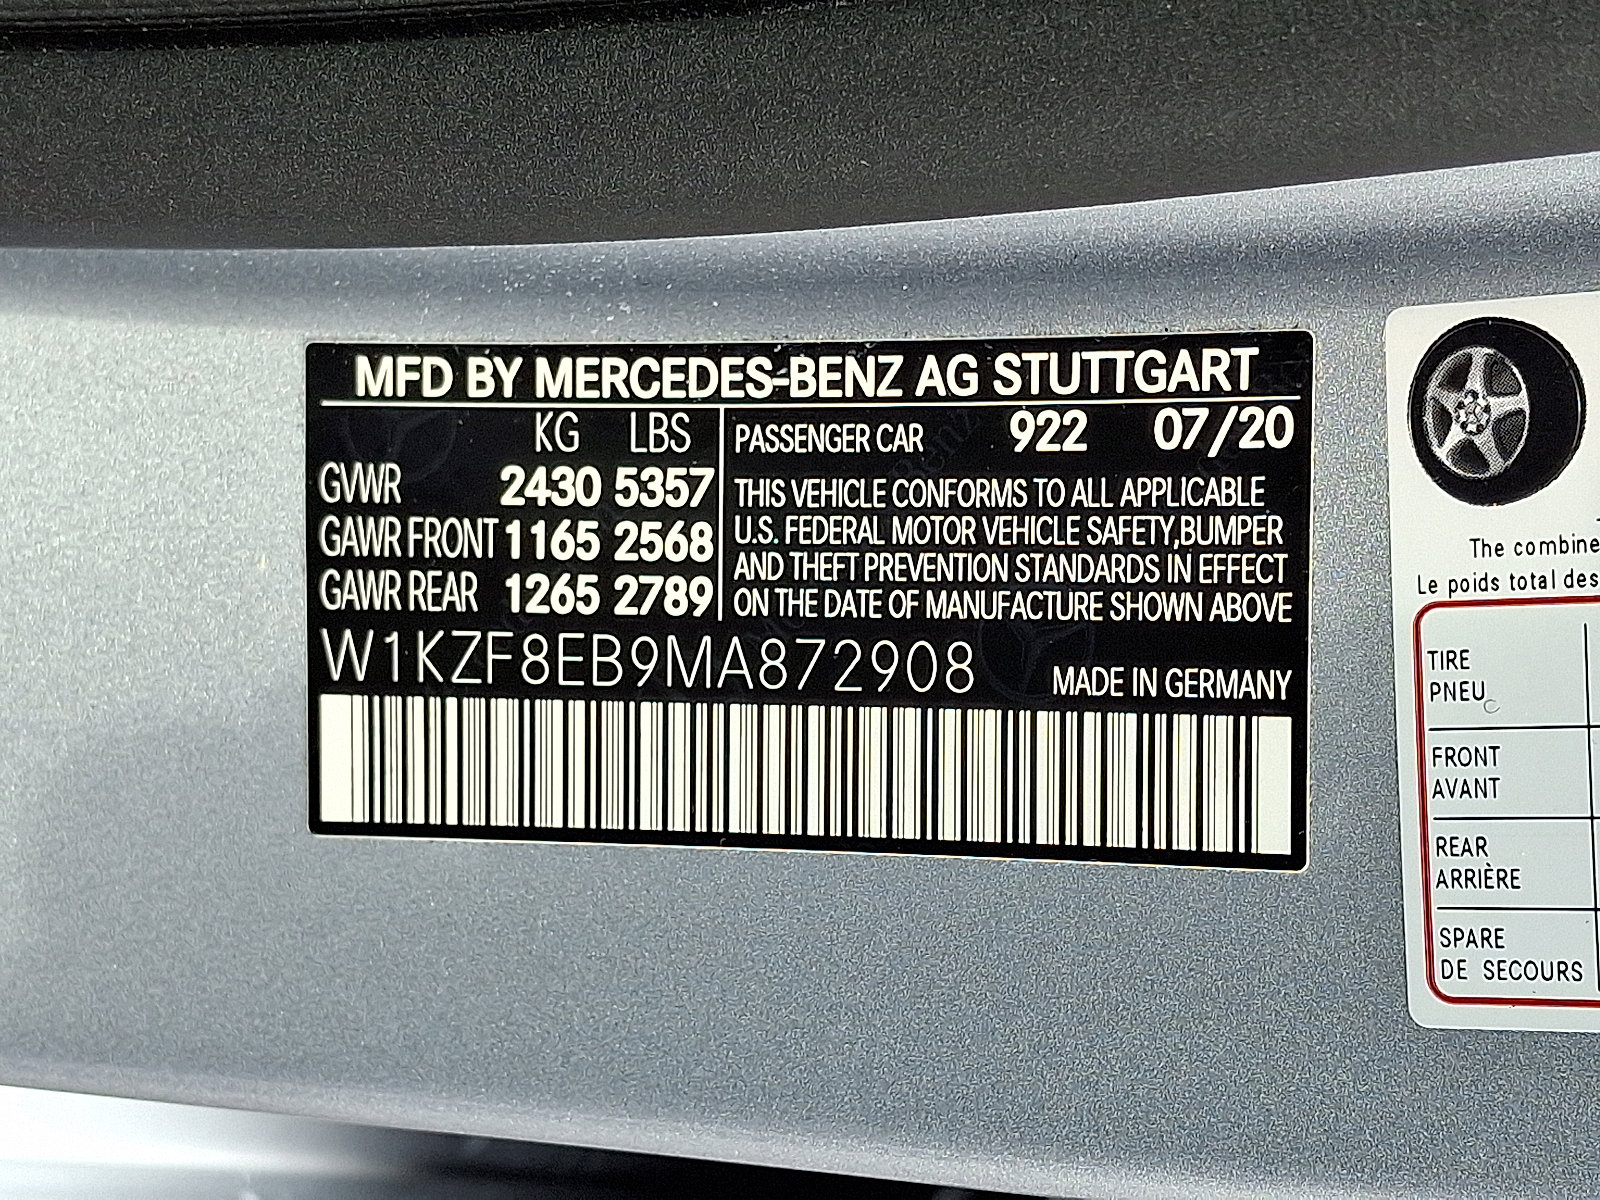 MFD BY MERCEDES-BENZ AG STUTTGART
KG LBS
GVWR 2430 5357
GAWR FRONT 1165 2568
GAWR REAR 1265 2789
PASSENGER CAR 922 07/20
THIS VEHICLE CONFORMS TO ALL APPLICABLE
U.S. FEDERAL MOTOR VEHICLE SAFETY,BUMPER
AND THEFT PREVENTION STANDARDS IN EFFECT
ON THE DATE OF MANUFACTURE SHOWN ABOVE
W1KZF8EB9MA872908
MADE IN GERMANY
The combine
Le poids total des
TIRE
PNEU
FRONT
AVANT
REAR
ARRIÈRE
SPARE
DE SECOURS